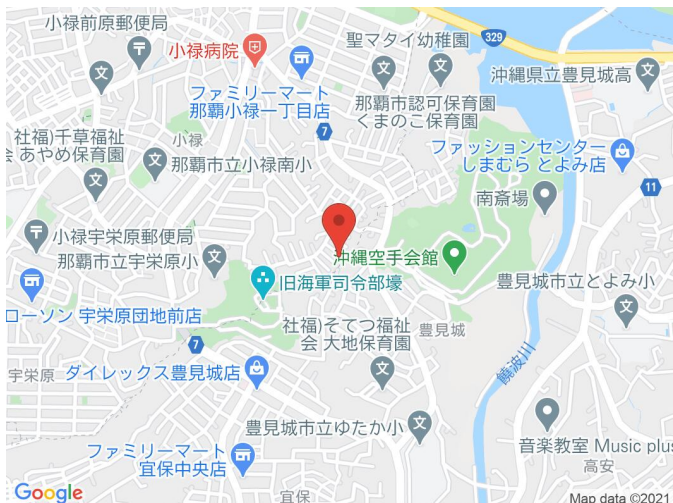 小禄前原郵便局
小禄病院
聖マタイ幼稚園
329
沖縄県立豊見城高
ファミリーマート
那覇小禄一丁目店
那覇市認可保育園
くまのこ保育園
7
小禄
社福)千草福祉
会 あやめ保育園
那覇市立小禄南小
ファッションセンター
しまむら とよみ店
11
南斎場
小禄宇栄原郵便局
那覇市立宇栄原小
沖縄空手会館
旧海軍司令部壕
豊見城市立とよみ小
ローソン 宇栄原団地前店
社福)そてつ福祉
会 大地保育園
豊見城
7
饒波川
宇栄原
ダイレックス豊見城店
豊見城市立ゆたか小
音楽教室 Music plus
高安
ファミリーマート
宜保中央店
宜保
Google
Map data ©2021